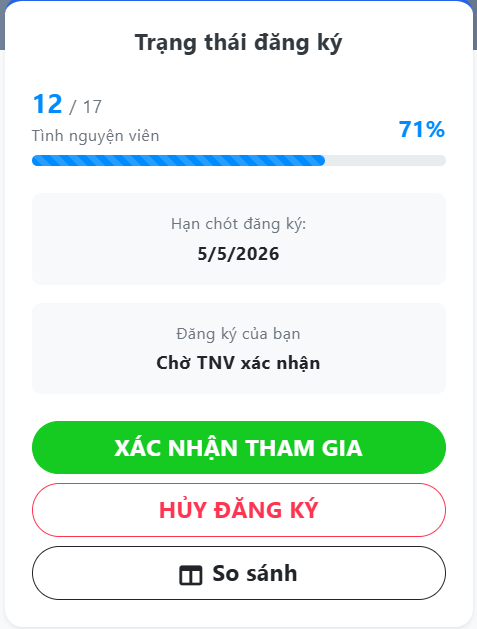 Trạng thái đăng ký
12 / 17
Tình nguyện viên
71%
Hạn chót đăng ký:
5/5/2026
Đăng ký của bạn
Chờ TNV xác nhận
XÁC NHẬN THAM GIA
HỦY ĐĂNG KÝ
So sánh